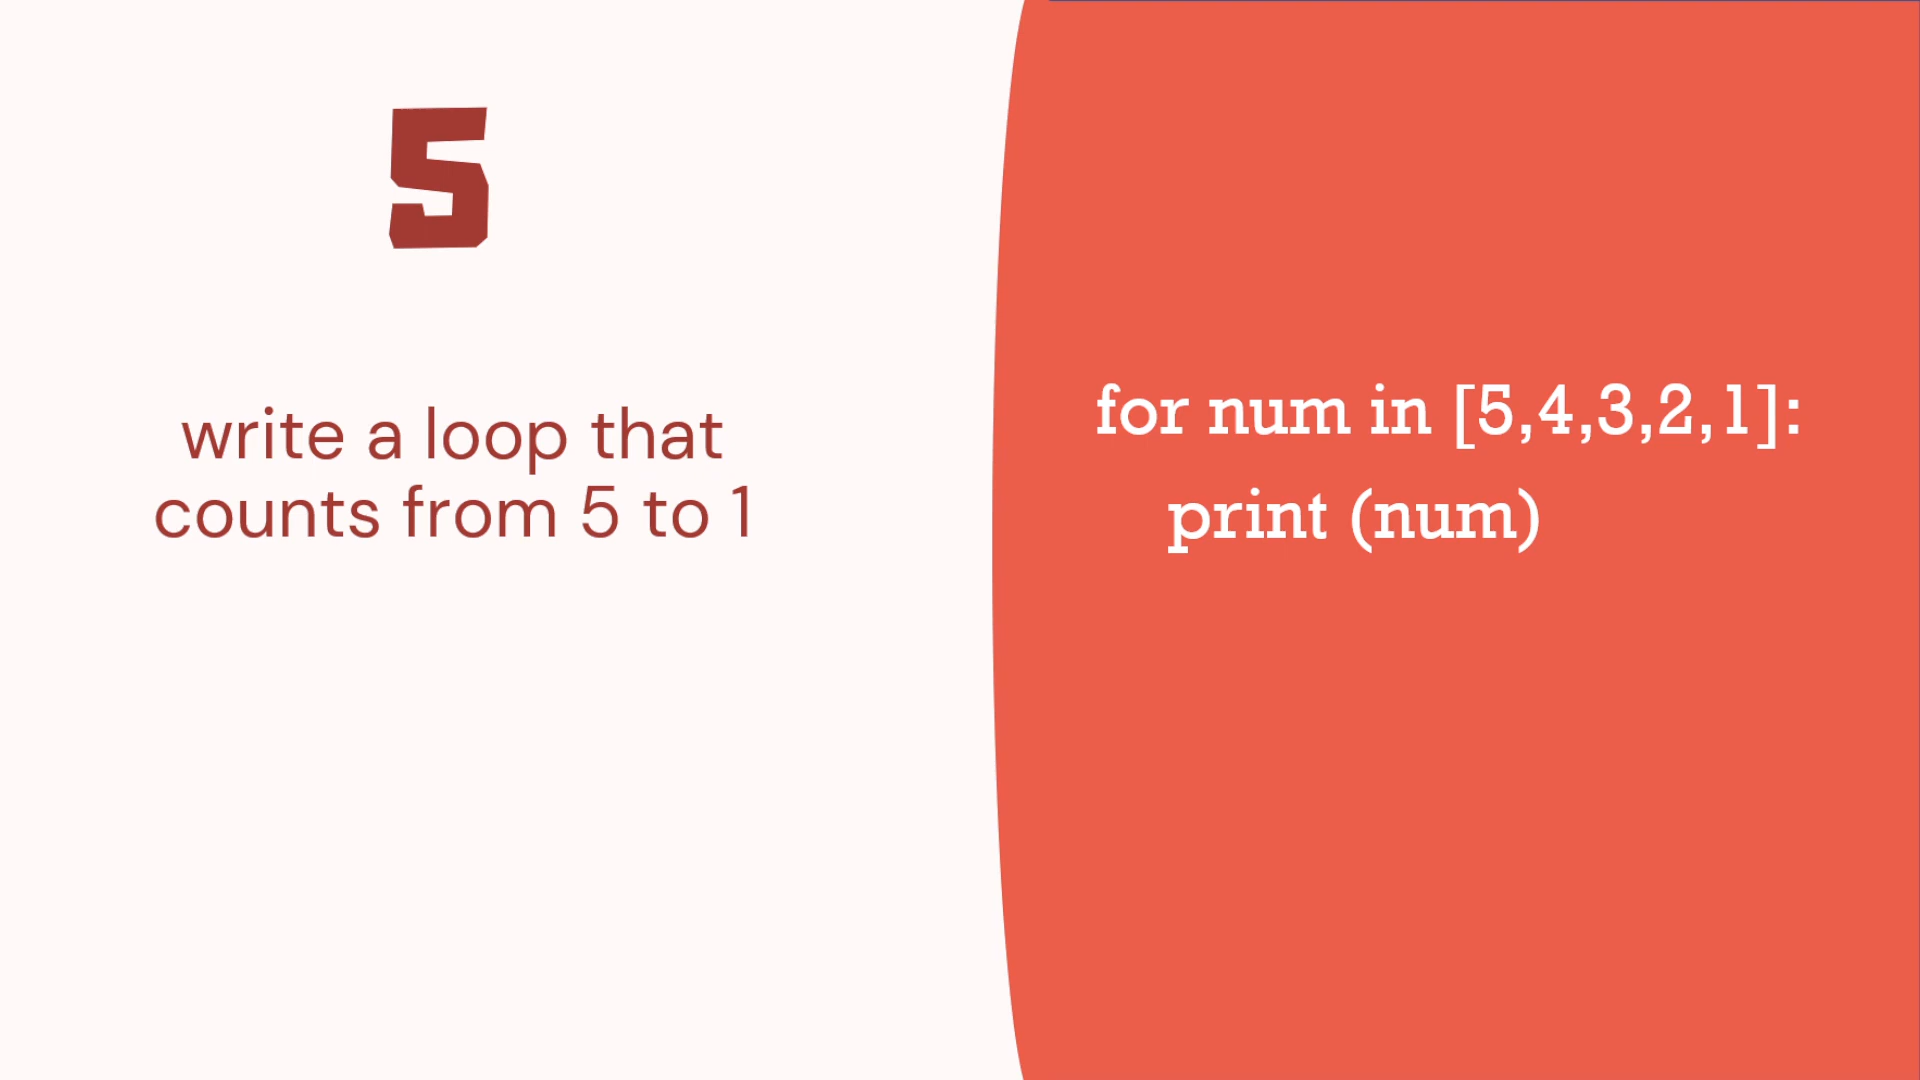 5
write a loop that
counts from 5 to 1
for num in [5,4,3,2,1]:
print (num)